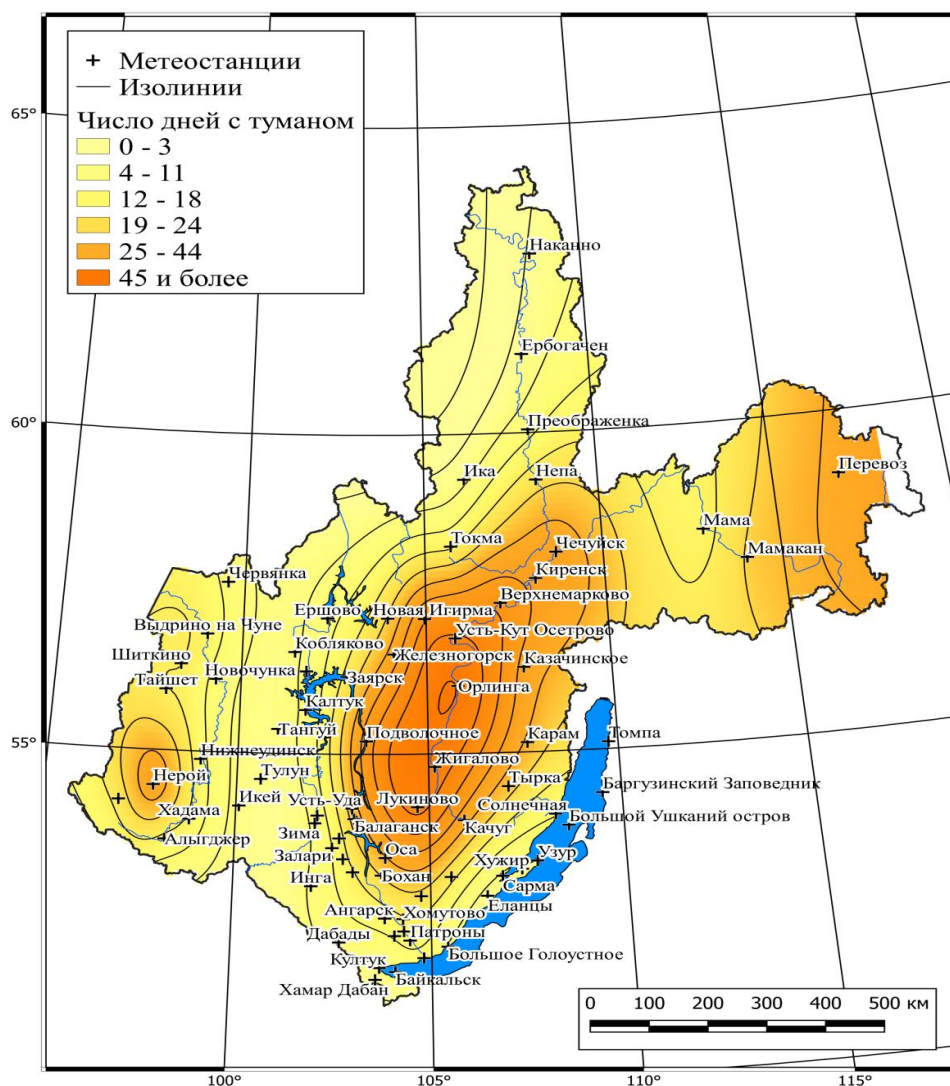 Метеостанции
Изолинии
Число дней с туманом
0 - 3
4 - 11
12 - 18
19 - 24
25 - 44
45 и более
65°
Наканно
Ербогачен
60°
Преображенка
Перевоз
Ика
Непа
Мама
Токма
Чечуйск
Мамакан
Червянка
Киренск
Верхнемарково
Ершово
Новая Игирма
Выдрино на Чуне
Усть-Кут Осетрово
Кобляково
Железногорск
Казачинское
Шиткино
Новочунка
Заярск
Тайшет
Орлинга
Калтук
Тангуй
Подволочное
Карам
Томпа
55°
Нижнеудинск
Жигалово
Нерой
Тулун
Тырка
Баргузинский Заповедник
Хадама
Икей
Усть-Уда
Лукиново
Солнечная
Большой Ушканий остров
Алыгджер
Зима
Балаганск
Качуг
Залари
Оса
Хужир
Узур
Инга
Бохан
Сарма
Еланцы
Ангарск
Хомутово
Дабады
Патроны
Большое Голоустное
Култук
Байкальск
Хамар Дабан
0 100 200 300 400 500 км
100°
105°
110°
115°